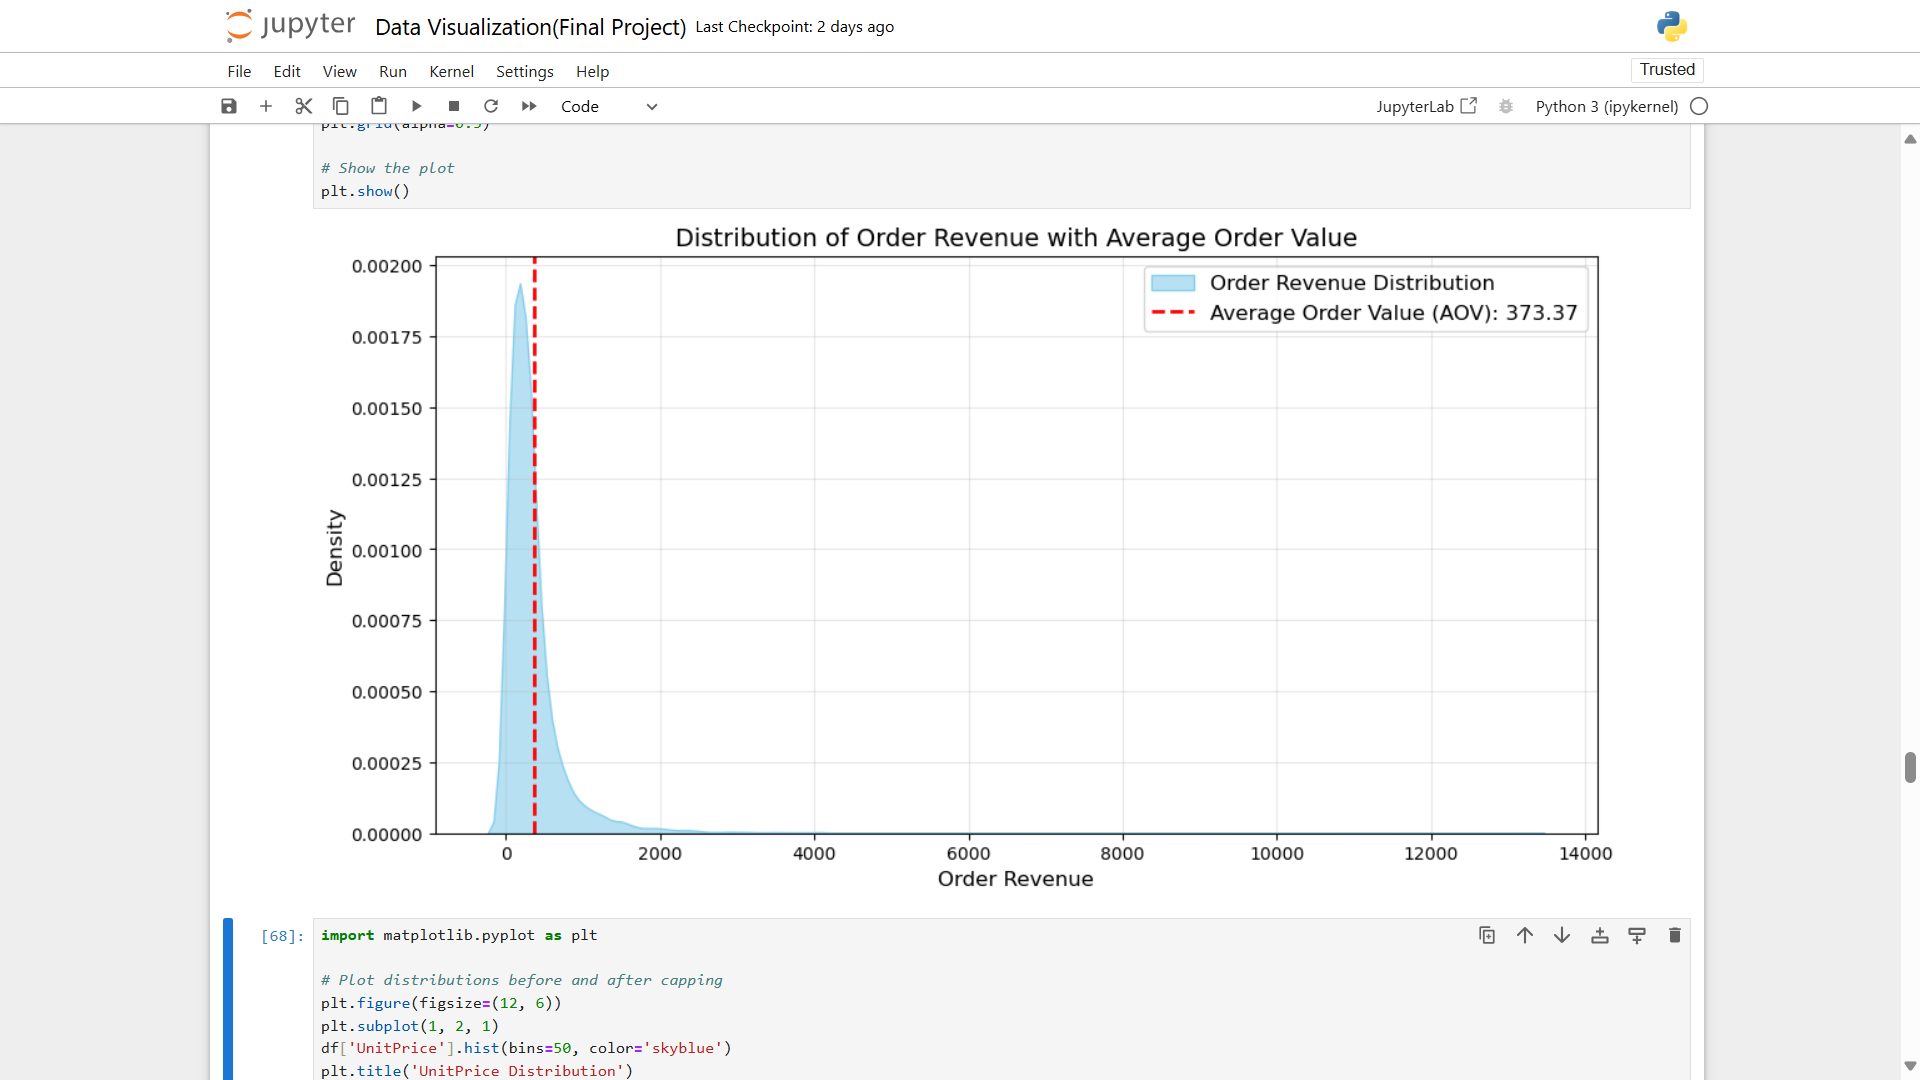 jupyter Data Visualization(Final Project) Last Checkpoint: 2 days ago
File Edit View Run Kernel Settings Help Trusted
Code JupyterLab Python 3 (ipykernel)
plt.grid(alpha=0.3)
# Show the plot
plt.show()
Distribution of Order Revenue with Average Order Value
Order Revenue Distribution
Average Order Value (AOV): 373.37
0.00200
0.00175
0.00150
0.00125
0.00100
0.00075
0.00050
0.00025
0.00000
Density
0 2000 4000 6000 8000 10000 12000 14000
Order Revenue
[68]:
import matplotlib.pyplot as plt
# Plot distributions before and after capping
plt.figure(figsize=(12, 6))
plt.subplot(1, 2, 1)
df['UnitPrice'].hist(bins=50, color='skyblue')
plt.title('UnitPrice Distribution')